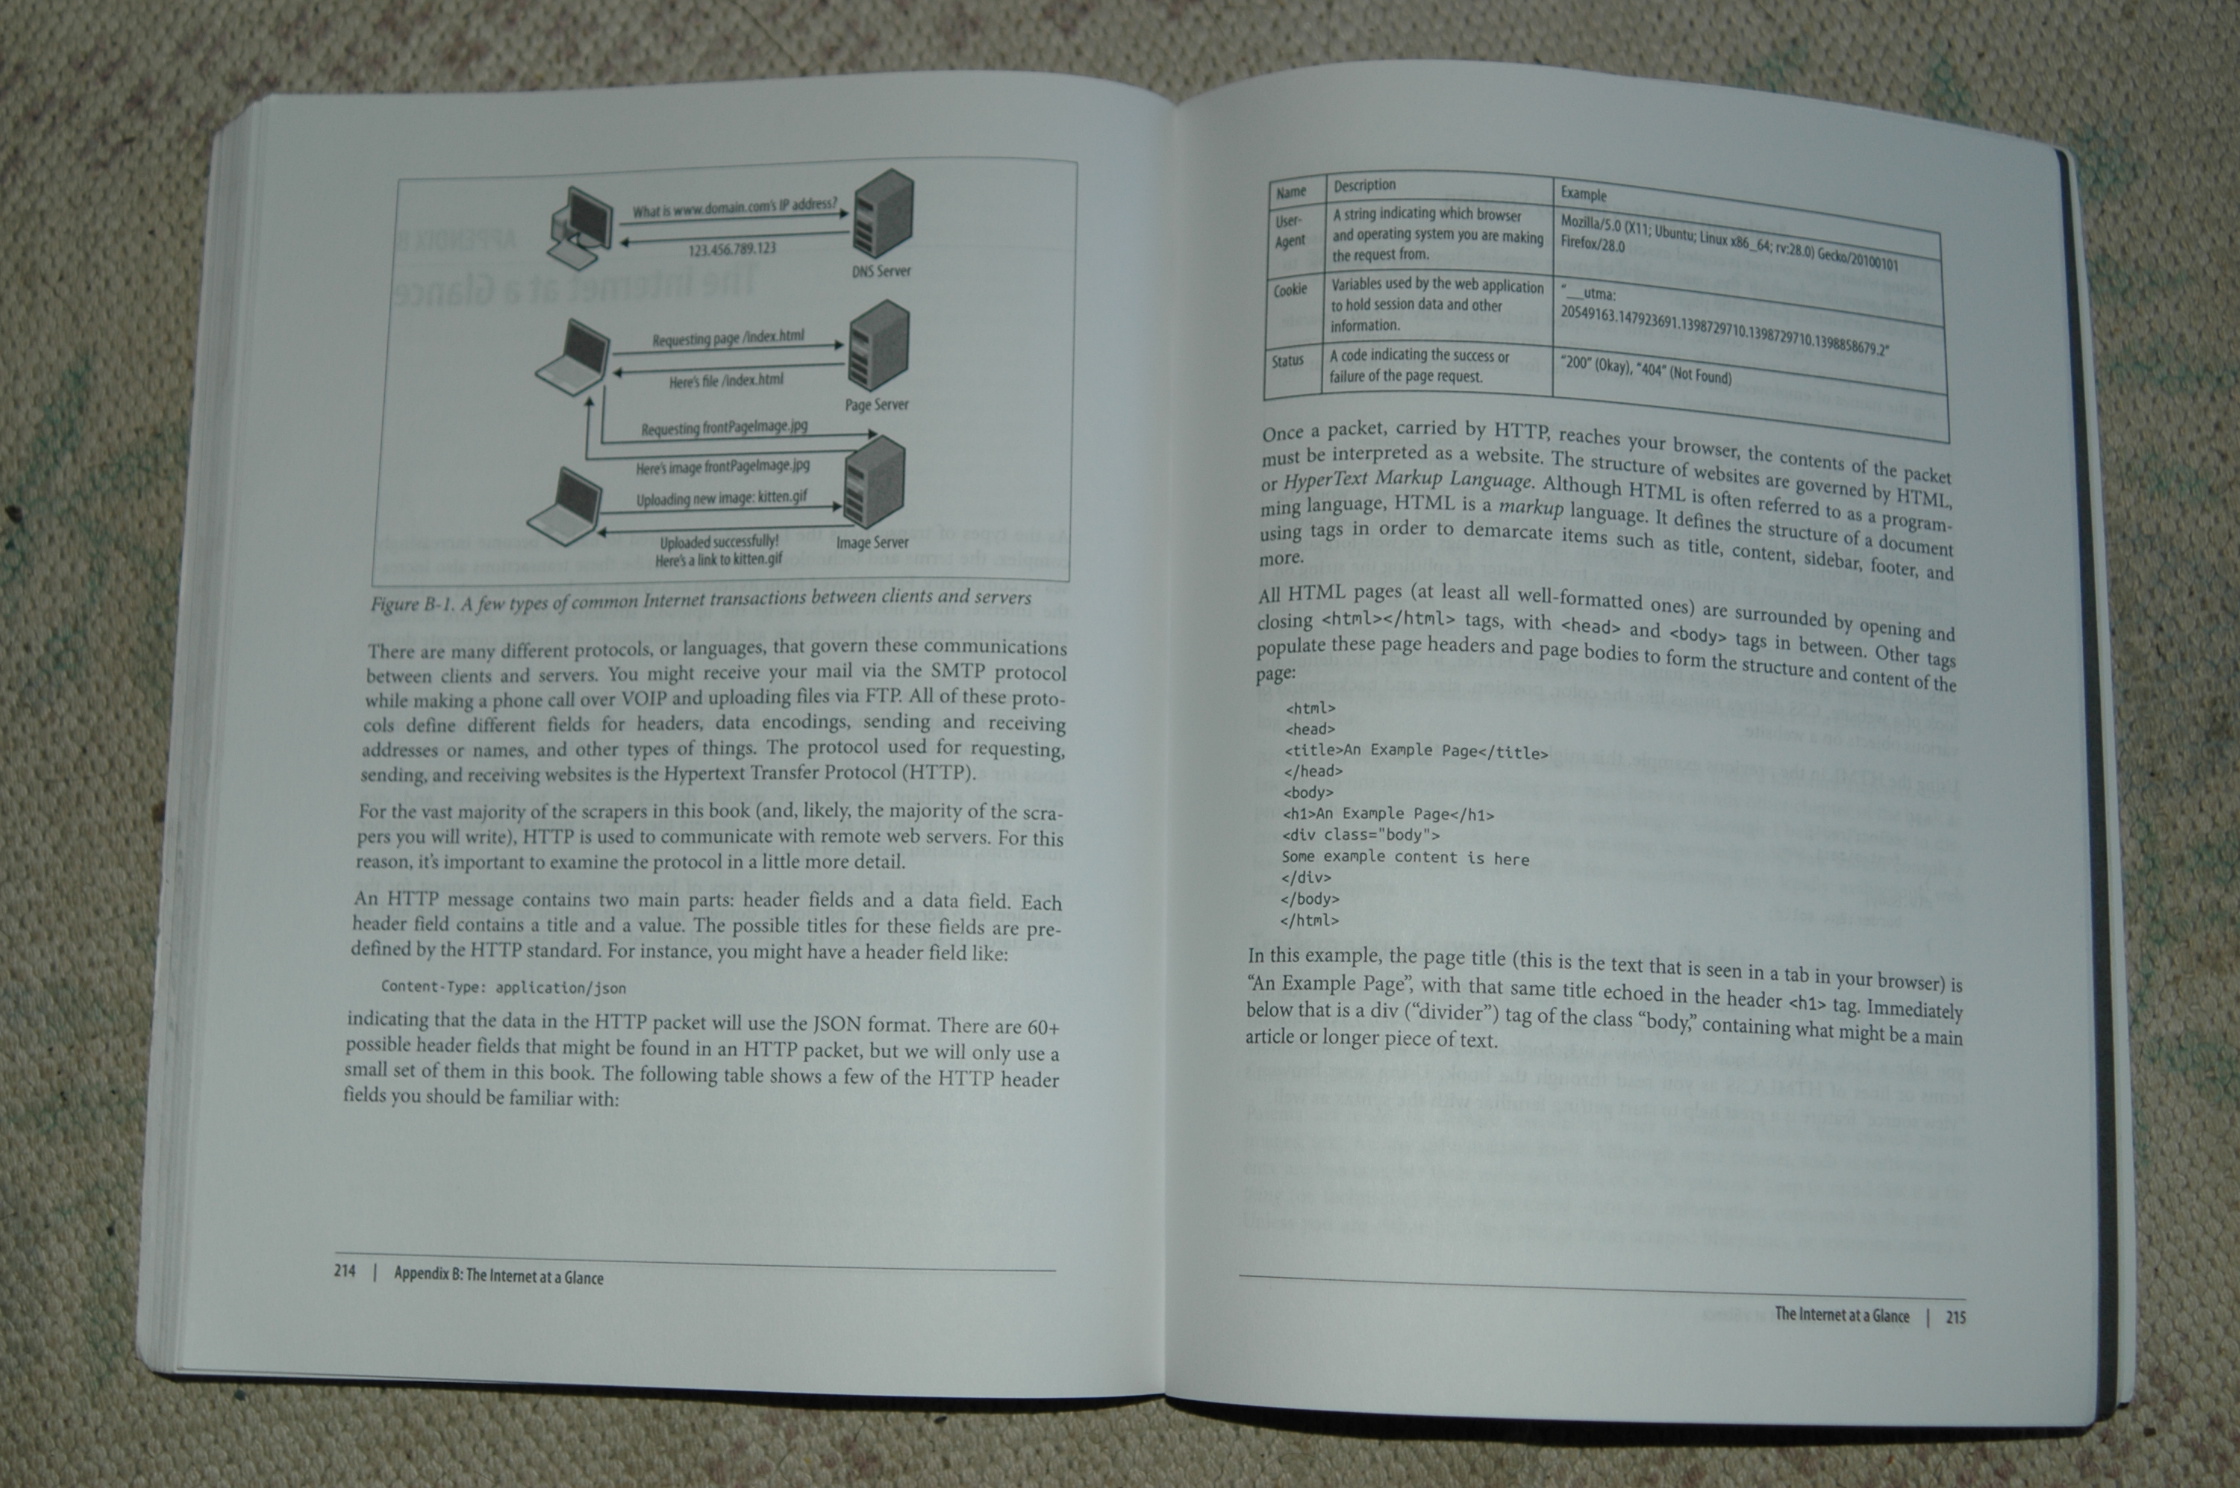 What is www.domain.com's IP address?
123.456.789.123
DNS Server
Requesting page /index.html
Here's file /index.html
Page Server
Requesting frontPageImage.jpg
Here's image frontPageImage.jpg
Uploading new image: kitten.gif
Uploaded successfully!
Here's a link to kitten.gif
Image Server
Figure B-1. A few types of common Internet transactions between clients and servers
There are many different protocols, or languages, that govern these communications
between clients and servers. You might receive your mail via the SMTP protocol
while making a phone call over VOIP and uploading files via FTP. All of these proto-
cols define different fields for headers, data encodings, sending and receiving
addresses or names, and other types of things. The protocol used for requesting,
sending, and receiving websites is the Hypertext Transfer Protocol (HTTP).
For the vast majority of the scrapers in this book (and, likely, the majority of the scra-
pers you will write), HTTP is used to communicate with remote web servers. For this
reason, it's important to examine the protocol in a little more detail.
An HTTP message contains two main parts: header fields and a data field. Each
header field contains a title and a value. The possible titles for these fields are pre-
defined by the HTTP standard. For instance, you might have a header field like:
Content-Type: application/json
indicating that the data in the HTTP packet will use the JSON format. There are 60+
possible header fields that might be found in an HTTP packet, but we will only use a
small set of them in this book. The following table shows a few of the HTTP header
fields you should be familiar with:
214 | Appendix B: The Internet at a Glance
Name Description Example
User- A string indicating which browser Mozilla/5.0 (X11; Ubuntu; Linux x86_64; rv:28.0) Gecko/20100101
Agent and operating system you are making Firefox/28.0
the request from.
Cookie Variables used by the web application "__utma:
to hold session data and other 20549163.147923691.1398729710.1398729710.1398858679.2"
information.
Status A code indicating the success or "200" (Okay), "404" (Not Found)
failure of the page request.
Once a packet, carried by HTTP, reaches your browser, the contents of the packet
must be interpreted as a website. The structure of websites are governed by HTML,
or HyperText Markup Language. Although HTML is often referred to as a program-
ming language, HTML is a markup language. It defines the structure of a document
using tags in order to demarcate items such as title, content, sidebar, footer, and
more.
All HTML pages (at least all well-formatted ones) are surrounded by opening and
closing <html></html> tags, with <head> and <body> tags in between. Other tags
populate these page headers and page bodies to form the structure and content of the
page:
<html>
<head>
<title>An Example Page</title>
</head>
<body>
<h1>An Example Page</h1>
<div class="body">
Some example content is here
</div>
</body>
</html>
In this example, the page title (this is the text that is seen in a tab in your browser) is
“An Example Page”, with that same title echoed in the header <h1> tag. Immediately
below that is a div (“divider”) tag of the class “body,” containing what might be a main
article or longer piece of text.
The Internet at a Glance | 215